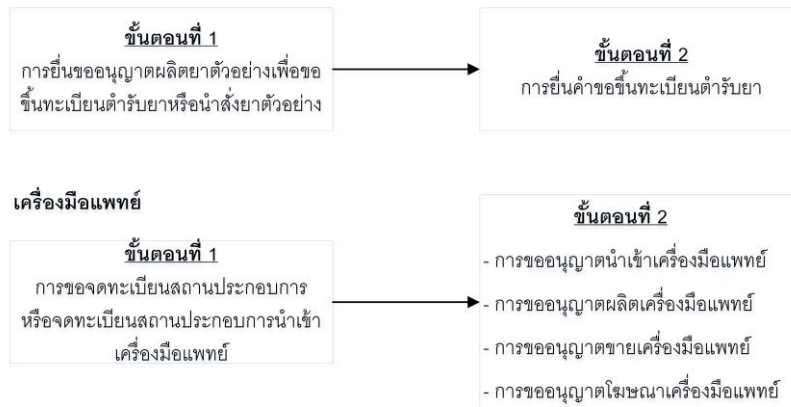 ขั้นตอนที่ 1
การยื่นขออนุญาตผลิตยาตัวอย่างเพื่อขอ
ขึ้นทะเบียนตำรับยาหรือนำสั่งยาตัวอย่าง
ขั้นตอนที่ 2
การยื่นคำขอขึ้นทะเบียนตำรับยา
เครื่องมือแพทย์
ขั้นตอนที่ 1
การขอจดทะเบียนสถานประกอบการ
หรือจดทะเบียนสถานประกอบการนำเข้า
เครื่องมือแพทย์
ขั้นตอนที่ 2
- การขออนุญาตนำเข้าเครื่องมือแพทย์
- การขออนุญาตผลิตเครื่องมือแพทย์
- การขออนุญาตขายเครื่องมือแพทย์
- การขออนุญาตโฆษณาเครื่องมือแพทย์